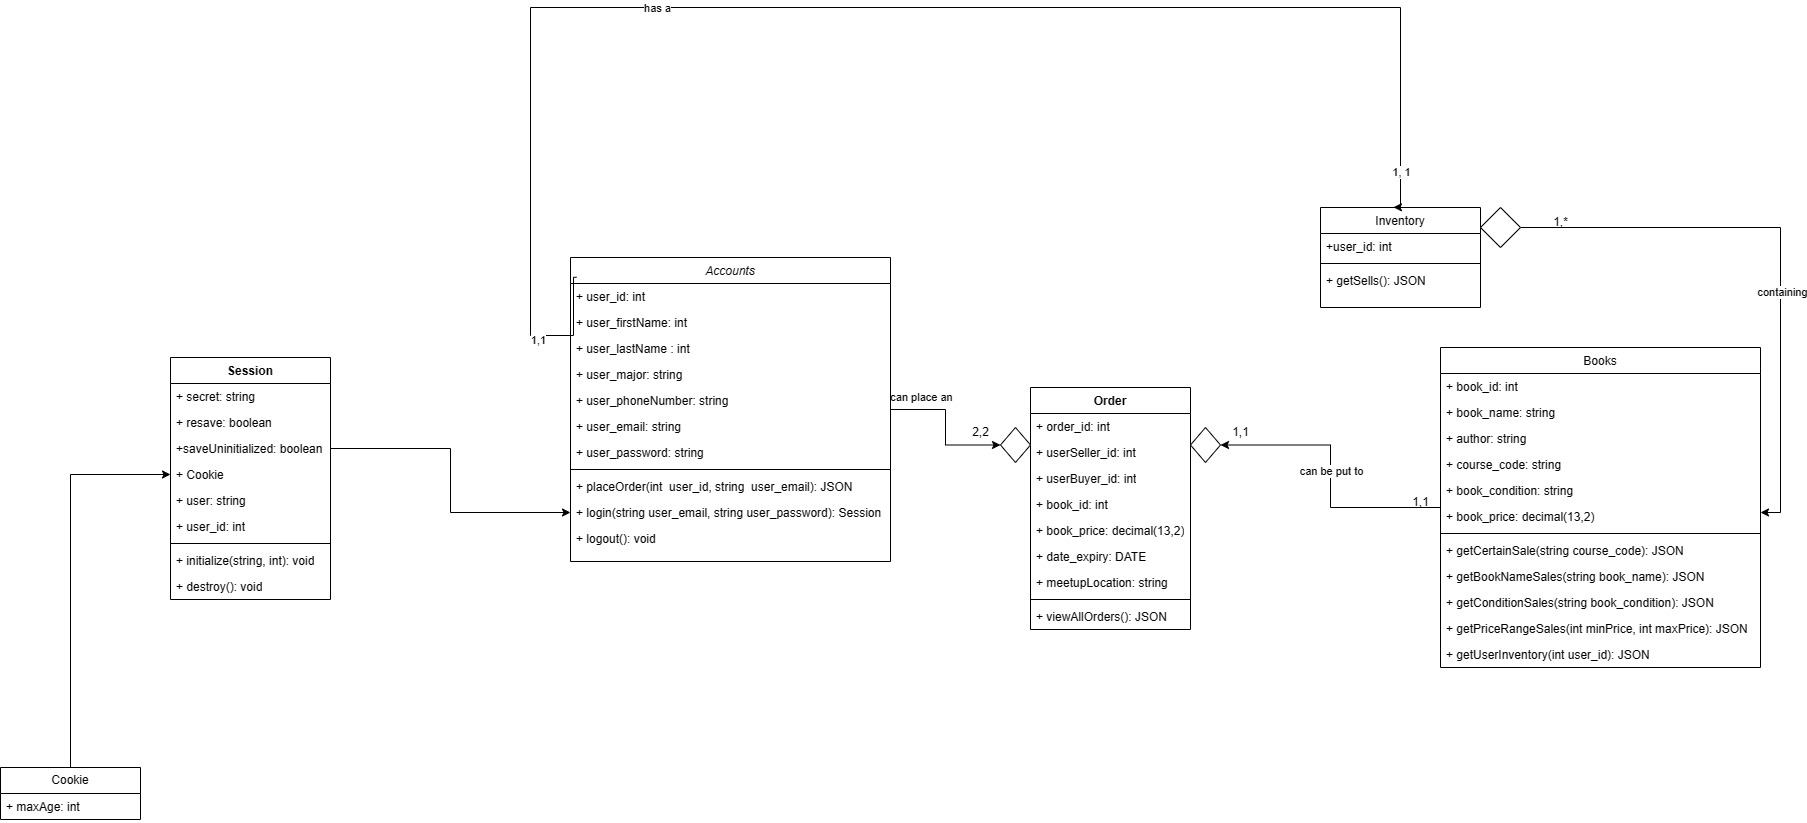 has a
1, 1
Inventory
+user_id: int
+ getSells(): JSON
1,*
containing
Accounts
+ user_id: int
+ user_firstName: int
+ user_lastName : int
+ user_major: string
+ user_phoneNumber: string
+ user_email: string
+ user_password: string
+ placeOrder(int  user_id, string  user_email): JSON
+ login(string user_email, string user_password): Session
+ logout(): void
1,1
Session
+ secret: string
+ resave: boolean
+saveUninitialized: boolean
+ Cookie
+ user: string
+ user_id: int
+ initialize(string, int): void
+ destroy(): void
can place an
2,2
Order
+ order_id: int
+ userSeller_id: int
+ userBuyer_id: int
+ book_id: int
+ book_price: decimal(13,2)
+ date_expiry: DATE
+ meetupLocation: string
+ viewAllOrders(): JSON
1,1
can be put to
1,1
Books
+ book_id: int
+ book_name: string
+ author: string
+ course_code: string
+ book_condition: string
+ book_price: decimal(13,2)
+ getCertainSale(string course_code): JSON
+ getBookNameSales(string book_name): JSON
+ getConditionSales(string book_condition): JSON
+ getPriceRangeSales(int minPrice, int maxPrice): JSON
+ getUserInventory(int user_id): JSON
Cookie
+ maxAge: int